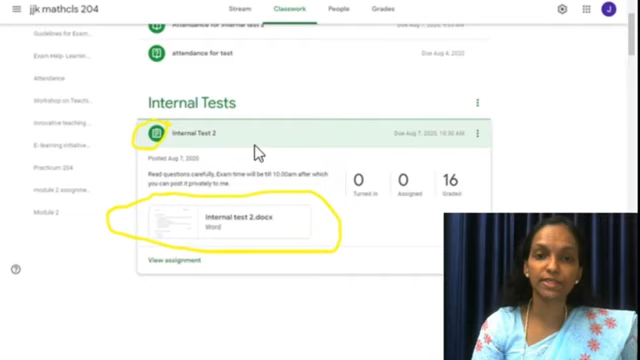 jjk mathcls 204
Stream
Classwork
People
Grades
J
Guidelines for Exam...
Exam Help- Learnin...
Attendance
Workshop on Teachi...
Innovative teaching...
E-learning initiative...
Practicum 204
module 2 assignme...
Module 2
Attendance for internal test 2
attendance for test
Due Aug 6, 2020
Internal Tests
Internal Test 2
Due Aug 7, 2020, 10:30 AM
Posted Aug 7, 2020
Read questions carefully. Exam time will be till 10.30am after which
you can post it privately to me.
0
Turned in
0
Assigned
16
Graded
Internal test 2.docx
Word
View assignment